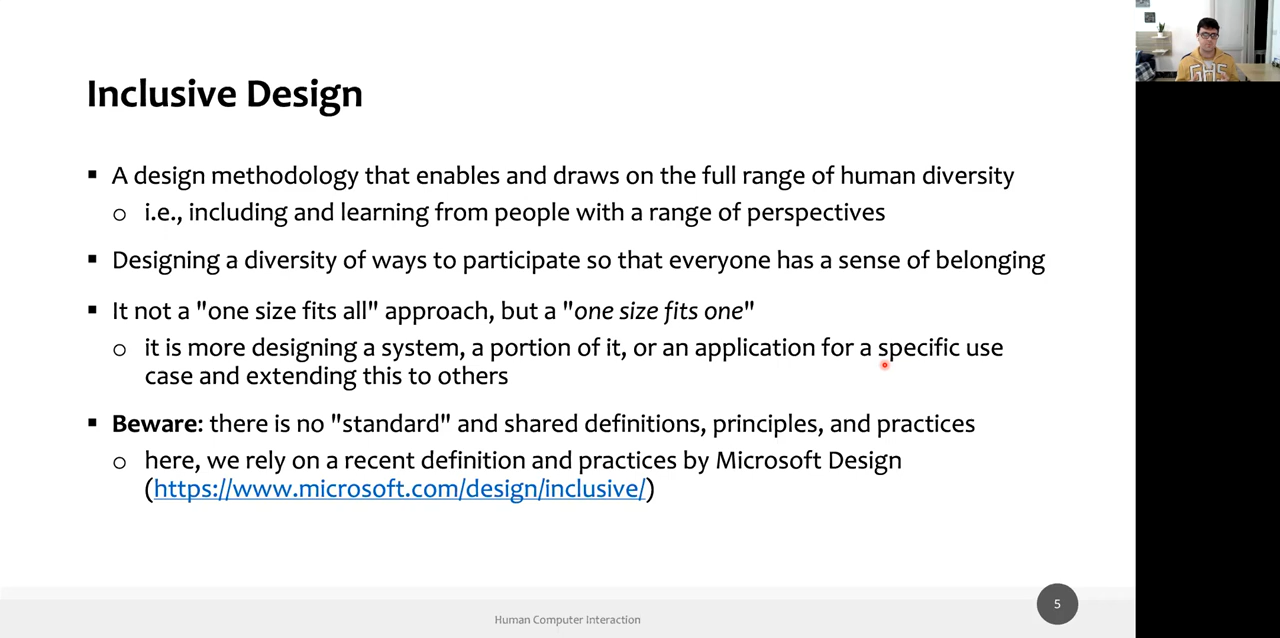 Inclusive Design
▪ A design methodology that enables and draws on the full range of human diversity
o i.e., including and learning from people with a range of perspectives
▪ Designing a diversity of ways to participate so that everyone has a sense of belonging
▪ It not a "one size fits all" approach, but a "one size fits one"
o it is more designing a system, a portion of it, or an application for a specific use
case and extending this to others
▪ Beware: there is no "standard" and shared definitions, principles, and practices
o here, we rely on a recent definition and practices by Microsoft Design
(https://www.microsoft.com/design/inclusive/)
Human Computer Interaction
5
GHS